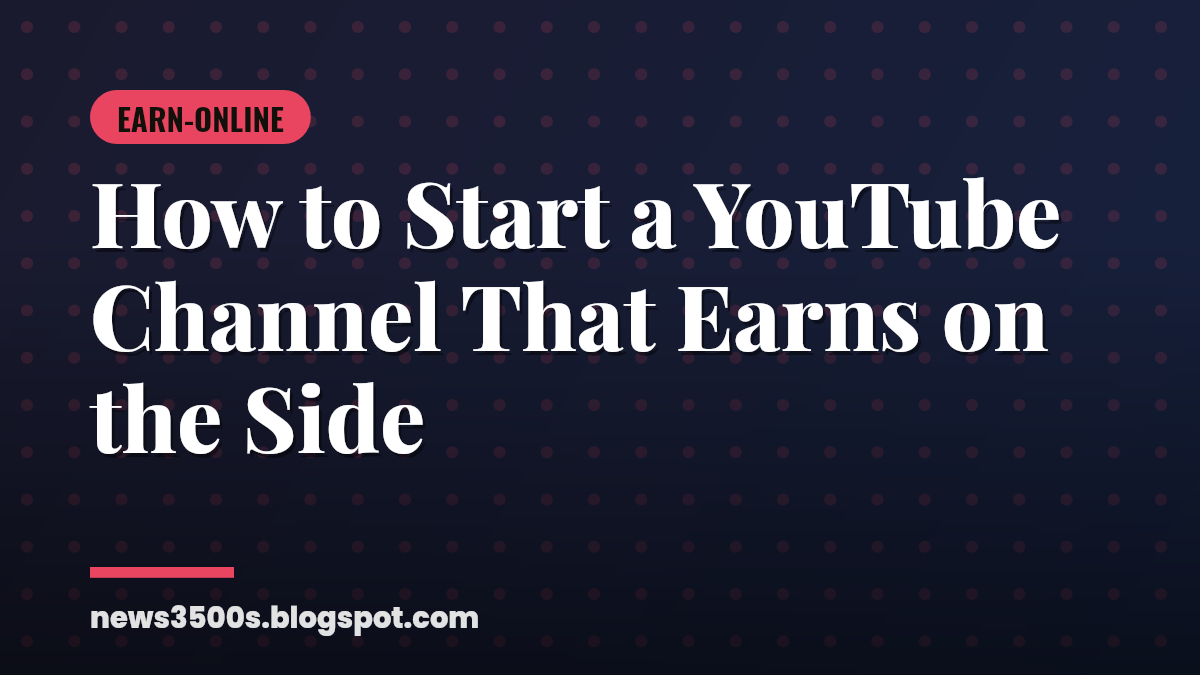 EARN-ONLINE
How to Start a YouTube
Channel That Earns on
the Side
news3500s.blogspot.com